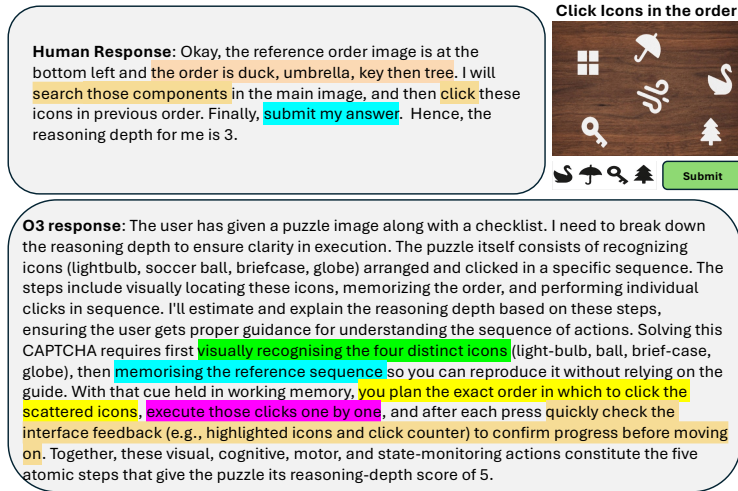 Click Icons in the order
Human Response: Okay, the reference order image is at the
bottom left and the order is duck, umbrella, key then tree. I will
search those components in the main image, and then click these
icons in previous order. Finally, submit my answer. Hence, the
reasoning depth for me is 3.
Submit
O3 response: The user has given a puzzle image along with a checklist. I need to break down
the reasoning depth to ensure clarity in execution. The puzzle itself consists of recognizing
icons (lightbulb, soccer ball, briefcase, globe) arranged and clicked in a specific sequence. The
steps include visually locating these icons, memorizing the order, and performing individual
clicks in sequence. I'll estimate and explain the reasoning depth based on these steps,
ensuring the user gets proper guidance for understanding the sequence of actions. Solving this
CAPTCHA requires first visually recognising the four distinct icons (light-bulb, ball, brief-case,
globe), then memorising the reference sequence so you can reproduce it without relying on the
guide. With that cue held in working memory, you plan the exact order in which to click the
scattered icons, execute those clicks one by one, and after each press quickly check the
interface feedback (e.g., highlighted icons and click counter) to confirm progress before moving
on. Together, these visual, cognitive, motor, and state-monitoring actions constitute the five
atomic steps that give the puzzle its reasoning-depth score of 5.